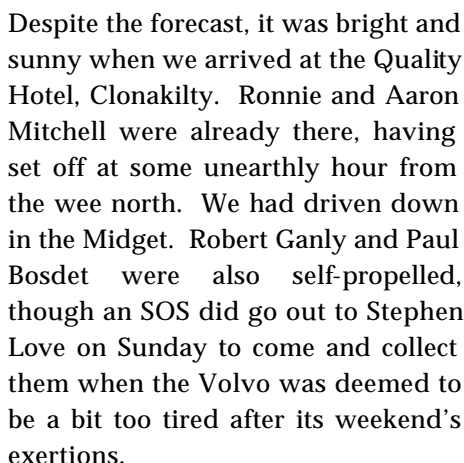 Despite the forecast, it was bright and
sunny when we arrived at the Quality
Hotel, Clonakilty. Ronnie and Aaron
Mitchell were already there, having
set off at some unearthly hour from
the wee north. We had driven down
in the Midget. Robert Ganly and Paul
Bosdet were also self-propelled,
though an SOS did go out to Stephen
Love on Sunday to come and collect
them when the Volvo was deemed to
be a bit too tired after its weekend's
exertions.